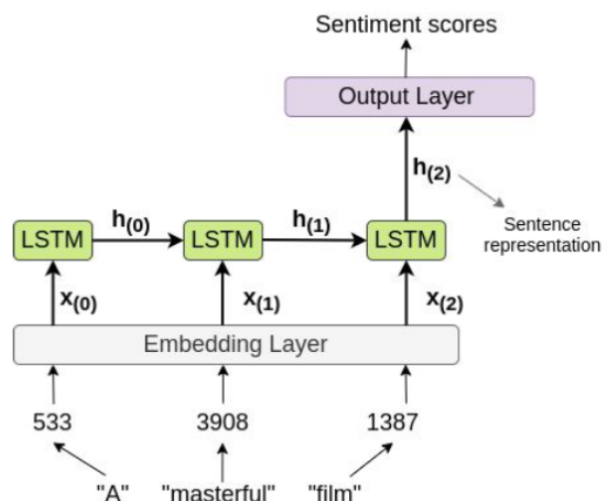 Sentiment scores
Output Layer
h(2)
Sentence
representation
h(0)
h(1)
LSTM
LSTM
LSTM
x(0)
x(1)
x(2)
Embedding Layer
533
3908
1387
"A"
"masterful"
"film"